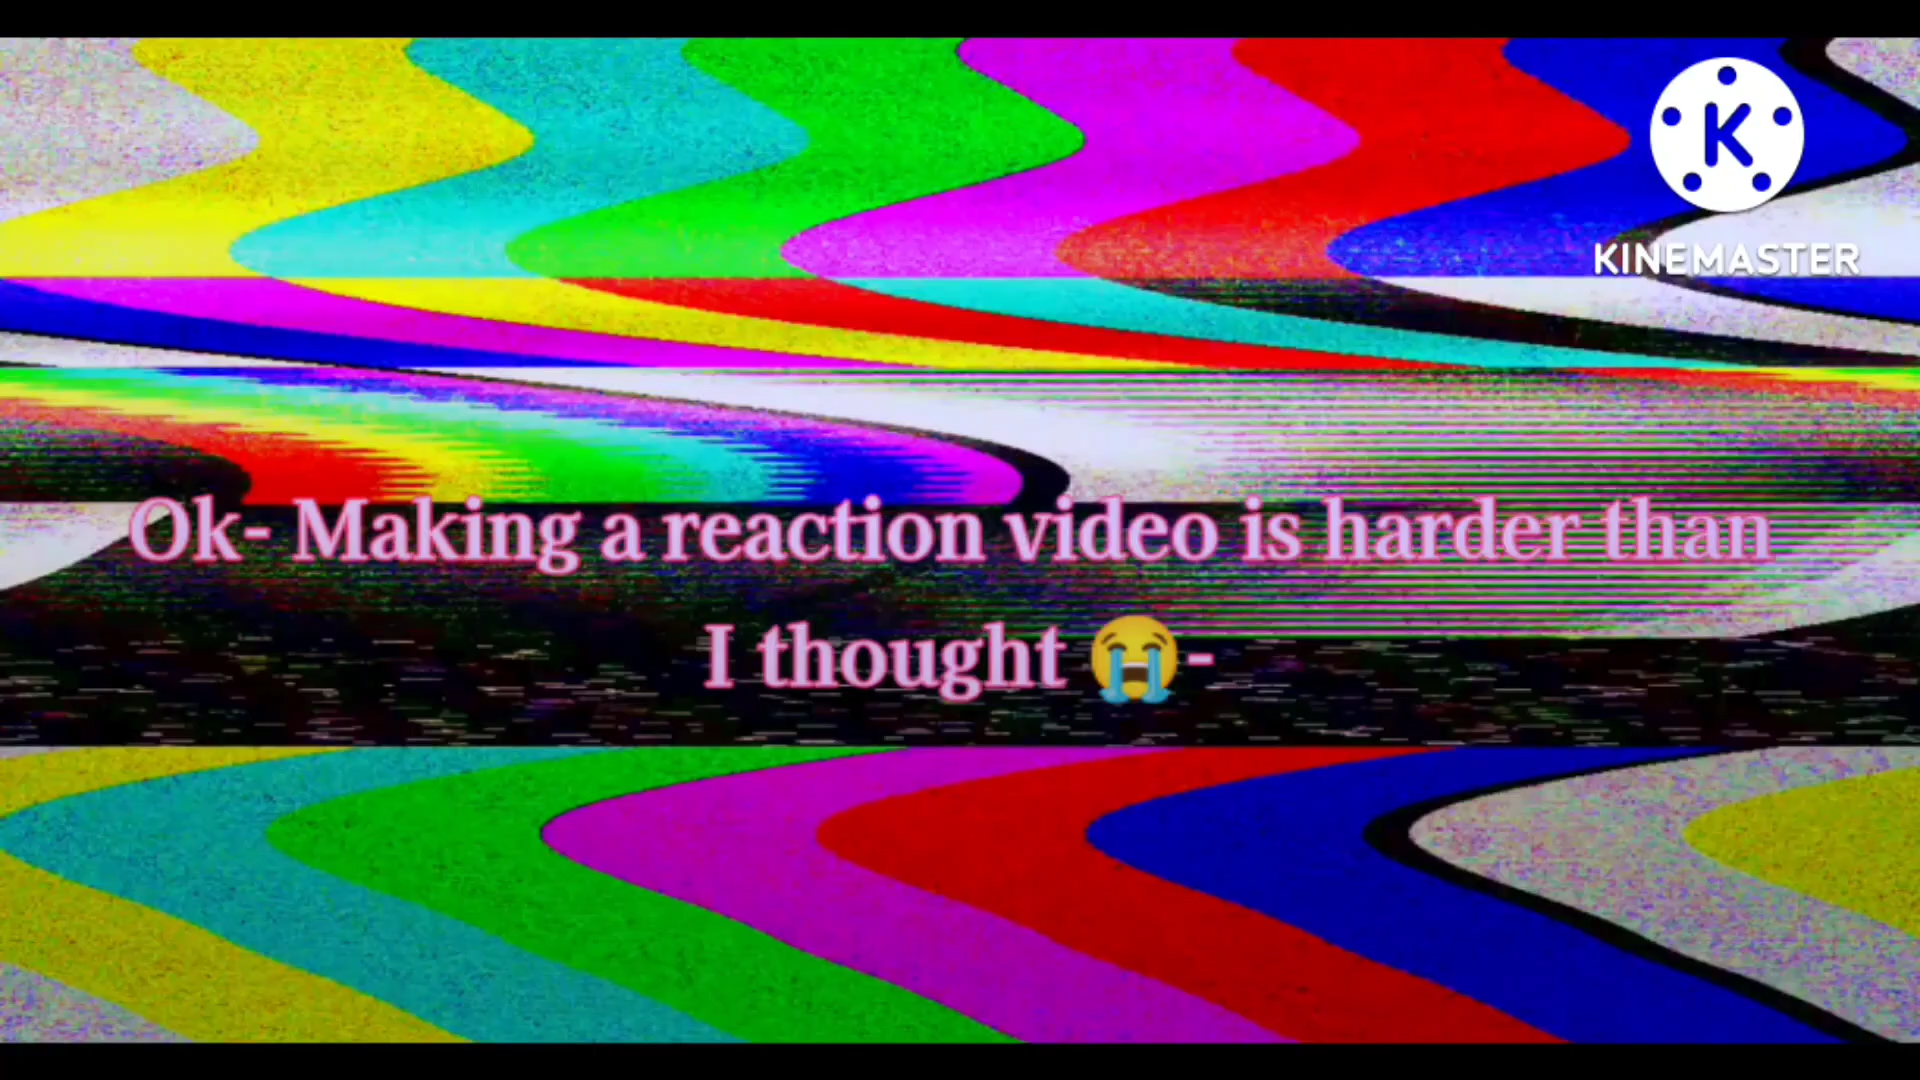 K
KINEMASTER
Ok- Making a reaction video is harder than
I thought 😭-